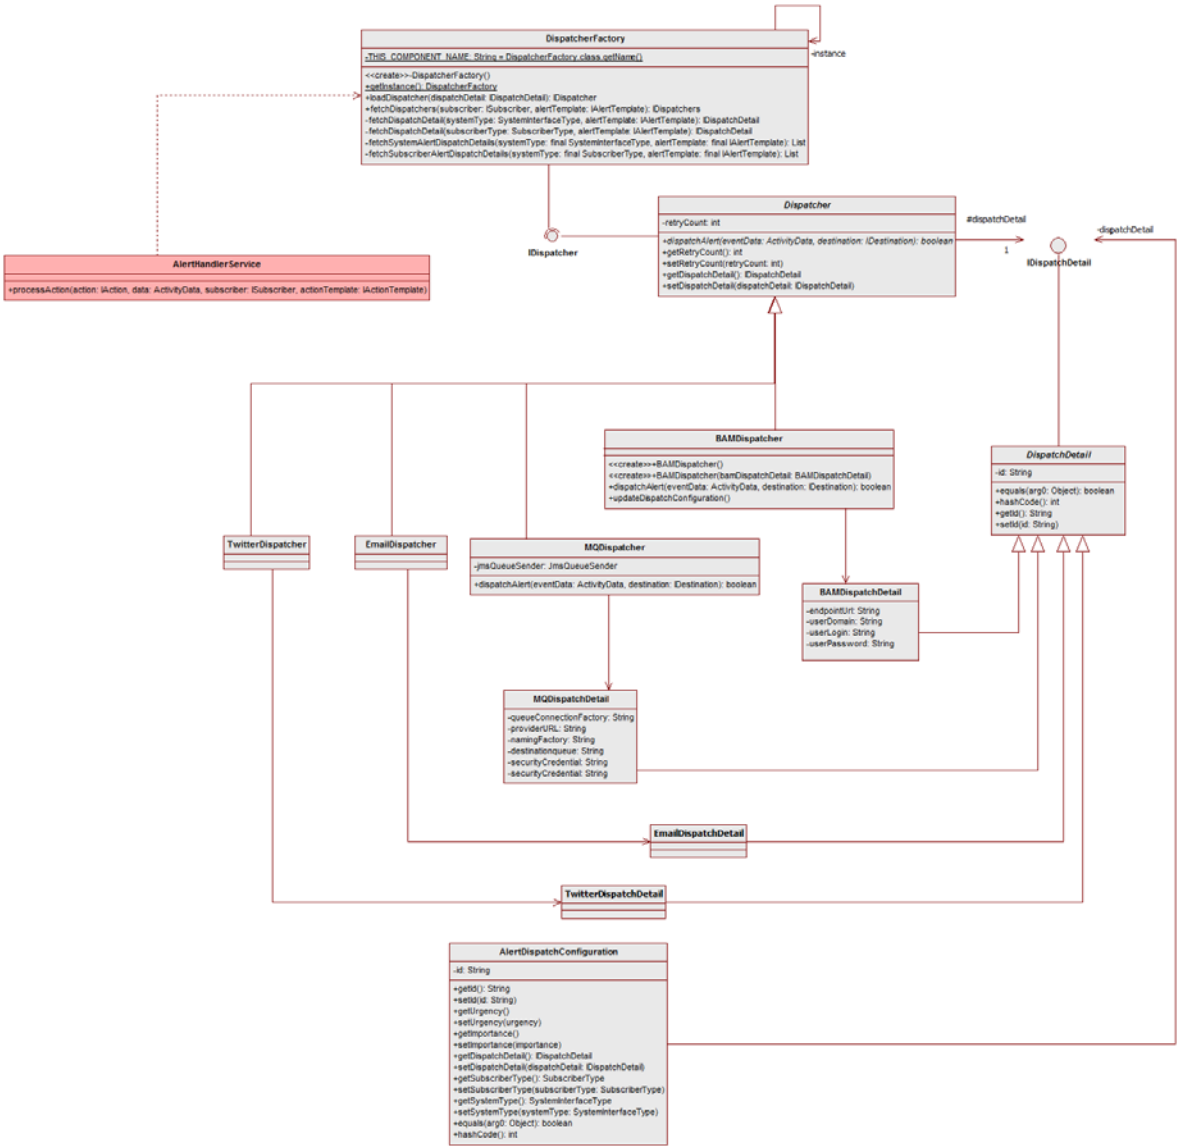 DispatcherFactory
-THIS_COMPONENT_NAME: String = DispatcherFactory.class.getName()
<<create>>-DispatcherFactory()
+getInstance(): DispatcherFactory
+loadDispatcher(dispatchDetail: IDispatchDetail): IDispatcher
+fetchDispatchers(subscriber: ISubscriber, alertTemplate: IAlertTemplate): IDispatchers
-fetchDispatchDetail(systemType: SystemInterfaceType, alertTemplate: IAlertTemplate): IDispatchDetail
-fetchDispatchDetail(subscriberType: SubscriberType, alertTemplate: IAlertTemplate): IDispatchDetail
-fetchSystemAlertDispatchDetails(systemType: final SystemInterfaceType, alertTemplate: final IAlertTemplate): List
-fetchSubscriberAlertDispatchDetails(systemType: final SubscriberType, alertTemplate: final IAlertTemplate): List
-instance
AlertHandlerService
+processAction(action: IAction, data: ActivityData, subscriber: ISubscriber, actionTemplate: IActionTemplate)
IDispatcher
Dispatcher
-retryCount: int
+dispatchAlert(eventData: ActivityData, destination: IDestination): boolean
+getRetryCount(): int
+setRetryCount(retryCount: int)
+getDispatchDetail(): IDispatchDetail
+setDispatchDetail(dispatchDetail: IDispatchDetail)
#dispatchDetail
1
-dispatchDetail
IDispatchDetail
BAMDispatcher
<<create>>+BAMDispatcher()
<<create>>+BAMDispatcher(bamDispatchDetail: BAMDispatchDetail)
+dispatchAlert(eventData: ActivityData, destination: IDestination): boolean
+updateDispatchConfiguration()
DispatchDetail
-id: String
+equals(arg0: Object): boolean
+hashCode(): int
+getId(): String
+setId(id: String)
TwitterDispatcher
EmailDispatcher
MQDispatcher
-jmsQueueSender: JmsQueueSender
+dispatchAlert(eventData: ActivityData, destination: IDestination): boolean
BAMDispatchDetail
-endpointUrl: String
-userDomain: String
-userLogin: String
-userPassword: String
MQDispatchDetail
-queueConnectionFactory: String
-providerURL: String
-namingFactory: String
-destinationqueue: String
-securityCredential: String
-securityCredential: String
EmailDispatchDetail
TwitterDispatchDetail
AlertDispatchConfiguration
-id: String
+getId(): String
+setId(id: String)
+getUrgency()
+setUrgency(urgency)
+getImportance()
+setImportance(importance)
+getDispatchDetail(): IDispatchDetail
+setDispatchDetail(dispatchDetail: IDispatchDetail)
+getSubscriberType(): SubscriberType
+setSubscriberType(subscriberType: SubscriberType)
+getSystemType(): SystemInterfaceType
+setSystemType(systemType: SystemInterfaceType)
+equals(arg0: Object): boolean
+hashCode(): int